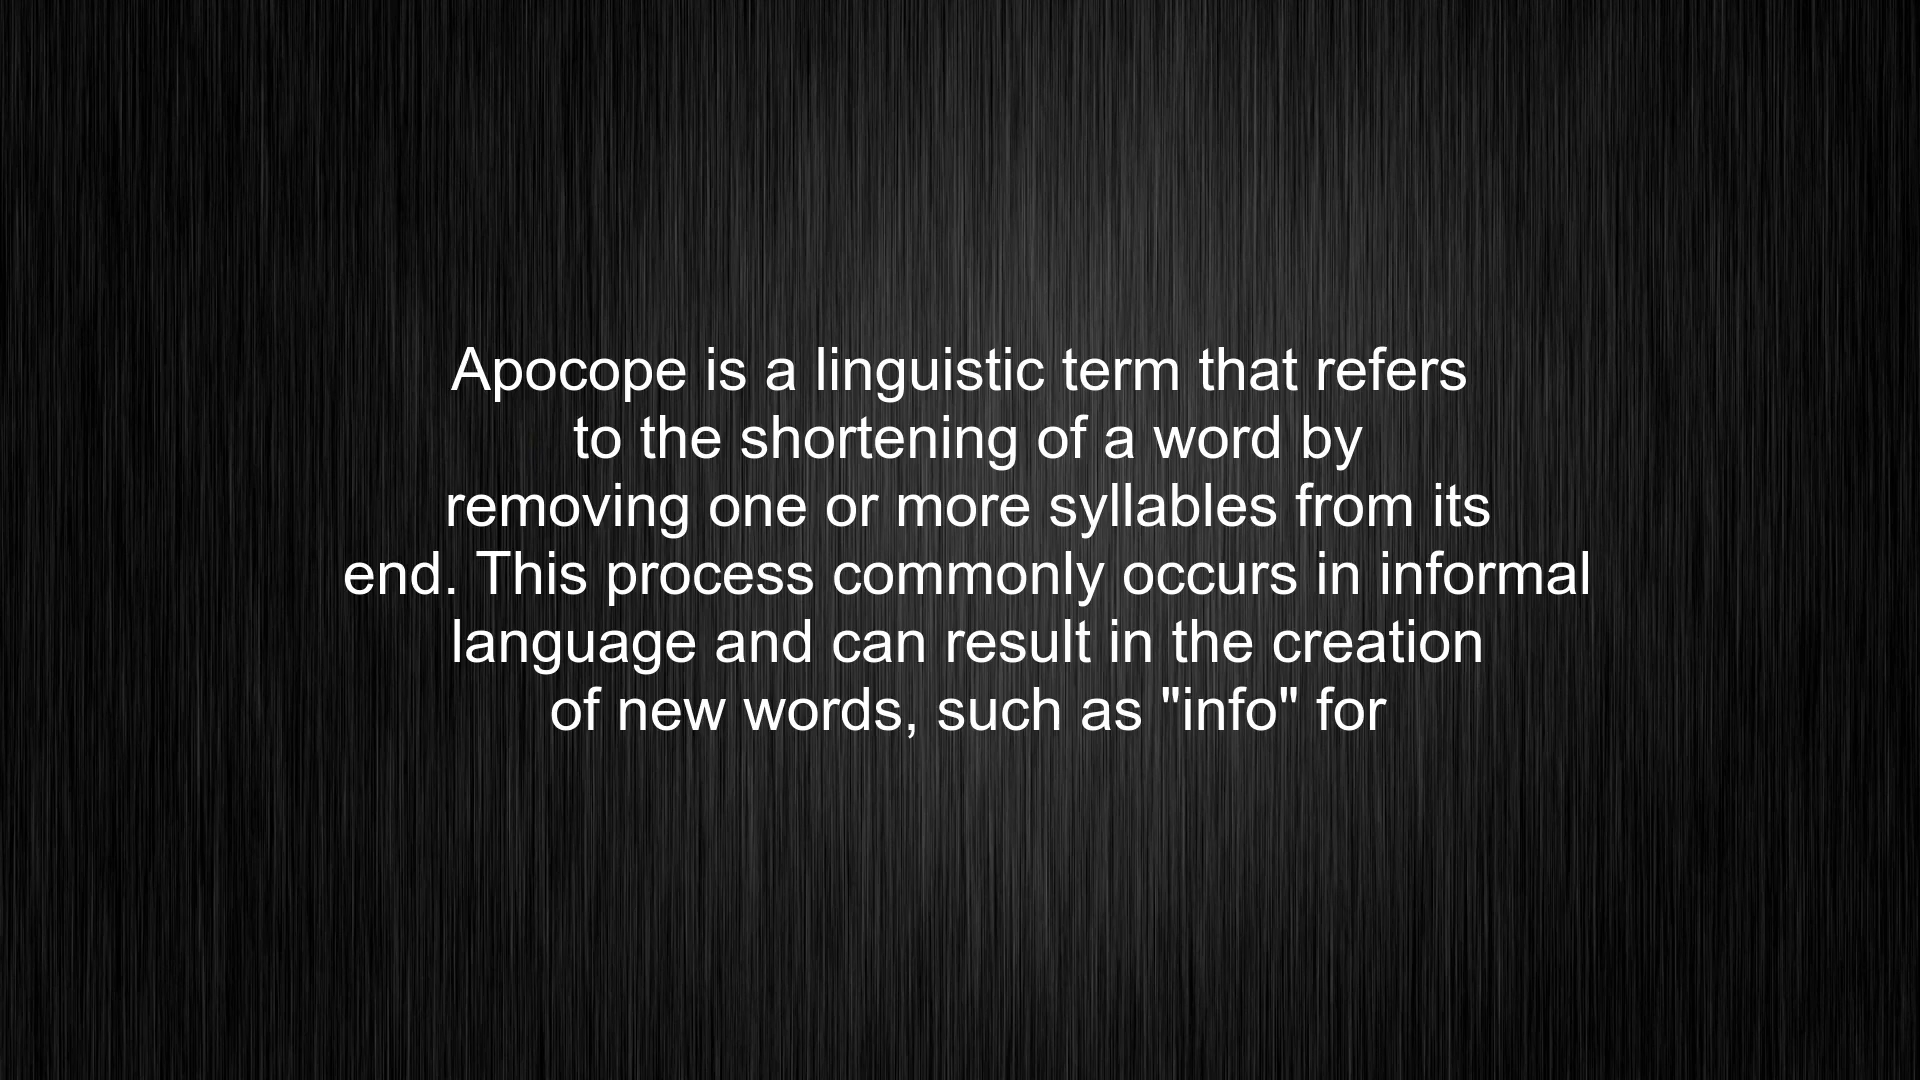 Apocope is a linguistic term that refers
to the shortening of a word by
removing one or more syllables from its
end. This process commonly occurs in informal
language and can result in the creation
of new words, such as "info" for